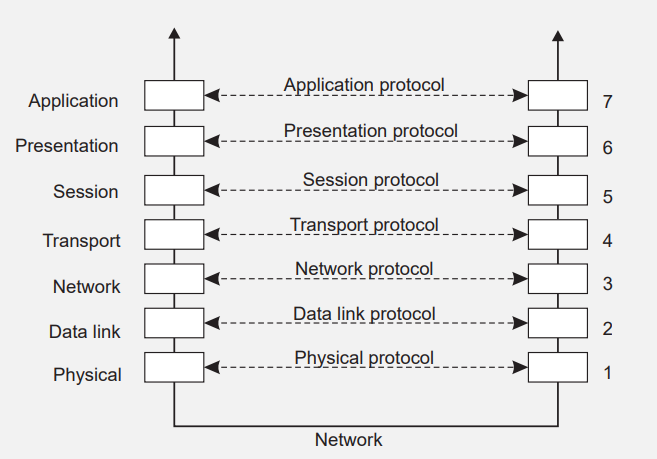 Application protocol
Application 7
Presentation protocol
Presentation 6
Session protocol
Session 5
Transport protocol
Transport 4
Network protocol
Network 3
Data link protocol
Data link 2
Physical protocol
Physical 1
Network